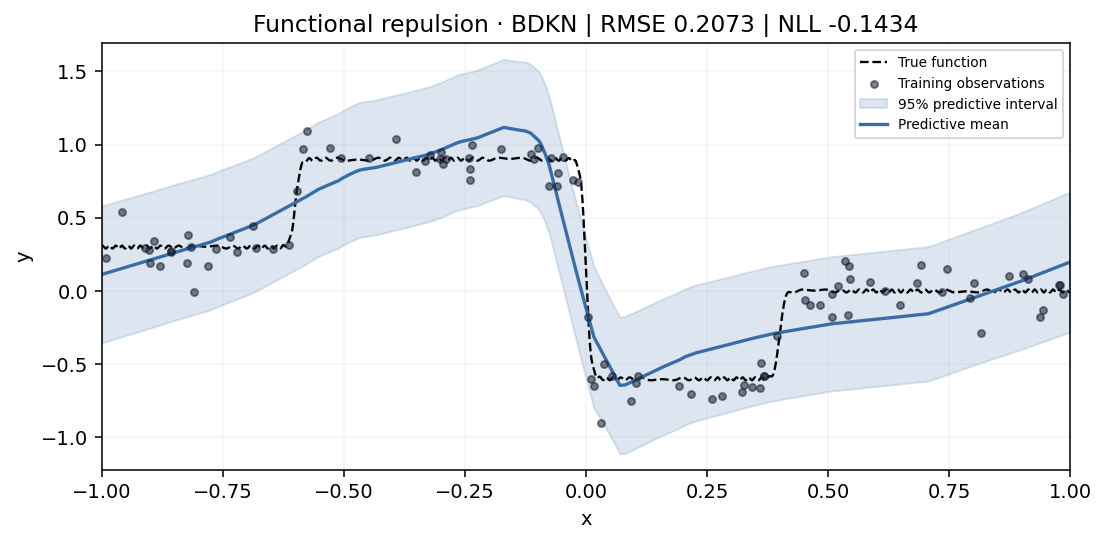 Functional repulsion · BDKN | RMSE 0.2073 | NLL -0.1434
True function
Training observations
95% predictive interval
Predictive mean
y
1.5
1.0
0.5
0.0
−0.5
−1.0
−1.00 −0.75 −0.50 −0.25 0.00 0.25 0.50 0.75 1.00
x